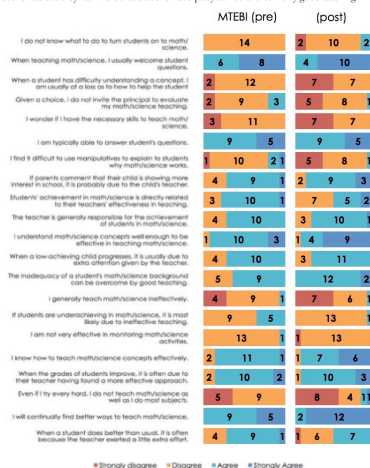 MTEBI (pre) (post)
I do not know what to do to turn students on to math/
science.
14
2 10 2
When teaching math/science, I usually welcome student
questions.
6 8
4 10
When a student has difficulty understanding a concept, I
am usually at a loss as to how to help the student
2 12
7 7
Given a choice, I do not invite the principal to evaluate
my math/science teaching.
2 9 3
5 8 1
I wonder if I have the necessary skills to teach math/
science.
3 11
7 7
I am typically able to answer student's questions.
9 5
9 5
I find it difficult to use manipulatives to explain to students
why math/science works.
1 10 2 1
5 8 1
If parents comment that their child is showing more
interest in school, it is probably due to the child's teacher.
4 9 1
2 9 3
Students' achievement in math/science is directly related
to their teachers' effectiveness in teaching.
3 10 1
7 5 2
The teacher is generally responsible for the achievement
of students in math/science.
4 10
3 10 1
I understand math/science concepts well-enough to be
effective in teaching math/science.
1 10 3
1 4 9
When a low-achieving child progresses, it is usually due to
extra attention given by the teacher.
4 10
3 11
The inadequacy of a student's math/science background
can be overcome by good teaching.
5 9
12 2
I generally teach math/science ineffectively.
4 9 1
7 6 1
If students are underachieving in math/science, it is most
likely due to ineffective teaching.
9 5
13 1
I am not very effective in monitoring math/science
activities.
13 1
1 13
I know how to teach math/science concepts effectively.
2 11 1
1 7 6
When the grades of students improve, it is often due to
their teacher having found a more effective approach.
2 10 2
1 10 3
Even if I try every hard, I do not teach math/science as
well as I do most subjects.
5 9
8 4 1 1
I will continually find better ways to teach math/science.
9 5
2 12
When a student does better than usual, it is often
because the teacher exerted a little extra effort.
4 9 1
1 6 7
Strongly disagree Disagree Agree Strongly Agree